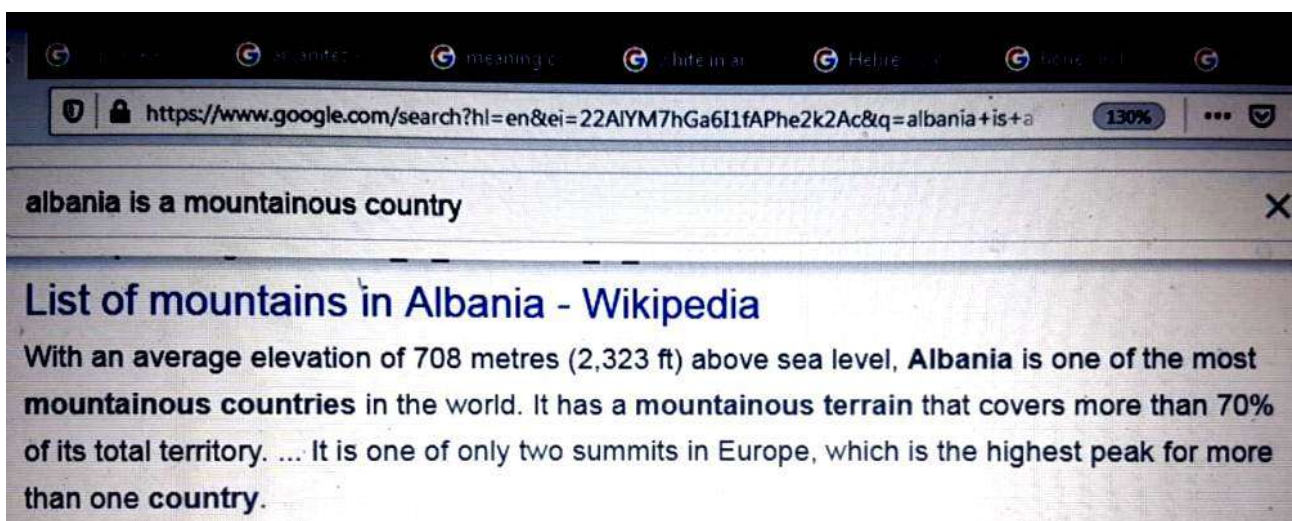 meaning
https://www.google.com/search?hl=en&ei=22AlYM7hGa6I1fAPhe2k2Ac&q=albania+is+a
130%
albania is a mountainous country
List of mountains in Albania - Wikipedia
With an average elevation of 708 metres (2,323 ft) above sea level, Albania is one of the most
mountainous countries in the world. It has a mountainous terrain that covers more than 70%
of its total territory. ... It is one of only two summits in Europe, which is the highest peak for more
than one country.